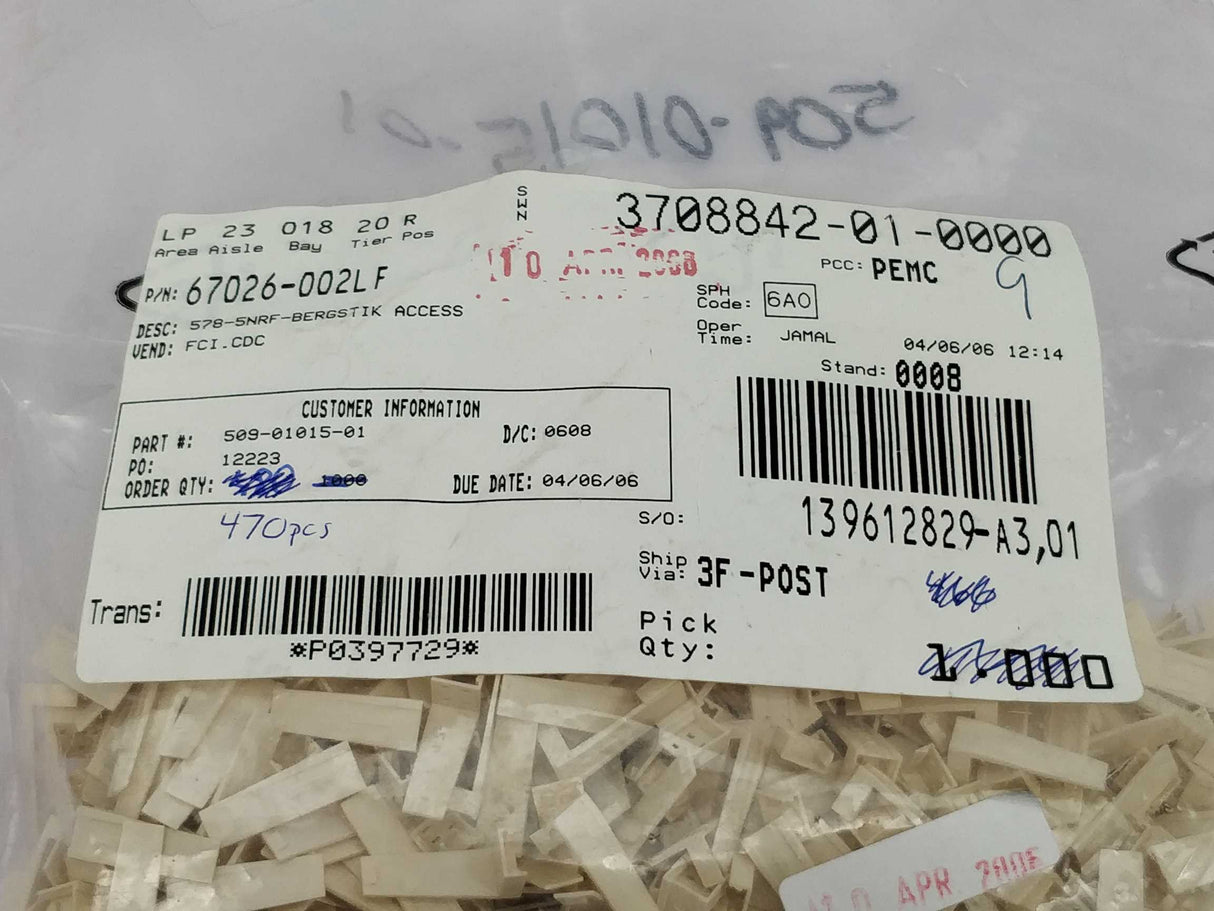 509-01015-01
SWN
3708842-01-0000
LP 23 018 20 R
Area Aisle Bay Tier Pos
10 APR 2006
PCC: PEMC
9
P/N: 67026-002LF
SPH Code: 6A0
DESC: 578-5NRF-BERGSTIK ACCESS
VEND: FCI.CDC
Oper Time: JAMAL 04/06/06 12:14
Stand: 0008
CUSTOMER INFORMATION
PART #: 509-01015-01 D/C: 0608
PO: 12223
ORDER QTY: 1000 DUE DATE: 04/06/06
470pcs
S/O: 139612829-A3,01
Ship Via: 3F-POST
Trans:
*P0397729*
Pick Qty: 1.000
10 APR 2006